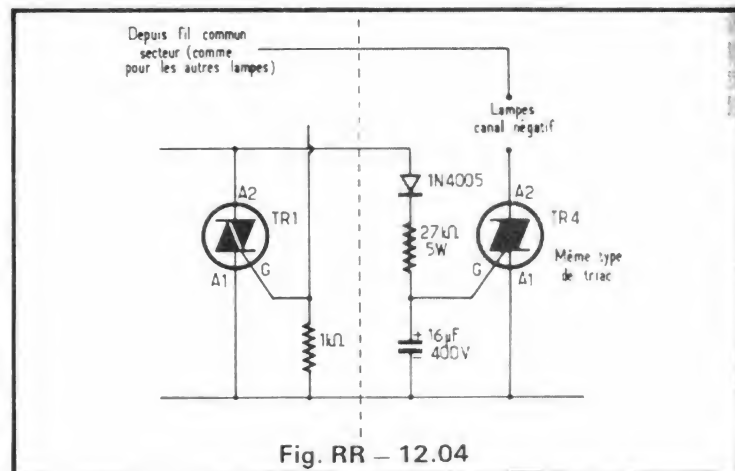 Depuis fil commun
secteur (comme
pour les autres lampes)
Lampes
canal négatif
1N4005
A2
A2
TR1
27kΩ
5W
TR4
G
G
Même type
de triac
A1
A1
1kΩ
+ 16µF
− 400V
Fig. RR – 12.04